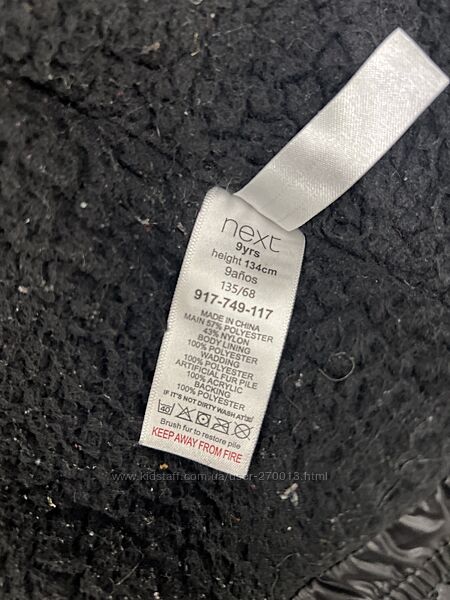 next
9yrs
height 134cm
9años
135/68
917-749-117
MADE IN CHINA
MAIN 57% POLYESTER
43% NYLON
BODY LINING
100% POLYESTER
WADDING
100% POLYESTER
ARTIFICIAL FUR PILE
100% ACRYLIC
BACKING
100% POLYESTER
IF IT'S NOT DIRTY WASH AT
40
Brush fur to restore pile
KEEP AWAY FROM FIRE
www.kidstaff.com.ua/user-270013.html